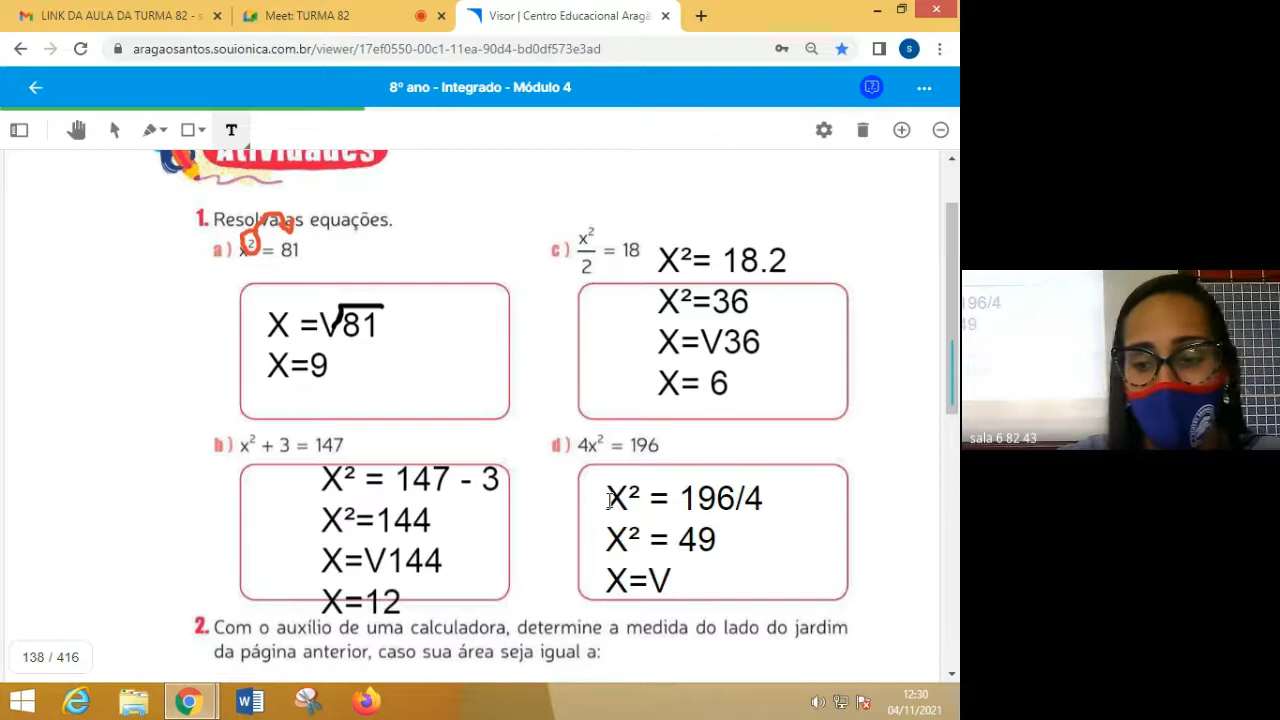 LINK DA AULA DA TURMA 82 - s
Meet: TURMA 82
Visor | Centro Educacional Aragã
aragaosantos.souionica.com.br/viewer/17ef0550-00c1-11ea-90d4-bd0df573e3ad
s
8º ano - Integrado - Módulo 4
T
Atividades
1. Resolva as equações.
a) x² = 81
X =V81
X=9
c) x²/2 = 18
X²= 18.2
X²=36
X=V36
X= 6
b) x² + 3 = 147
X² = 147 - 3
X²=144
X=V144
X=12
d) 4x² = 196
X² = 196/4
X² = 49
X=V
2. Com o auxílio de uma calculadora, determine a medida do lado do jardim
da página anterior, caso sua área seja igual a:
138 / 416
196/4
49
sala 6 82 43
12:30
04/11/2021